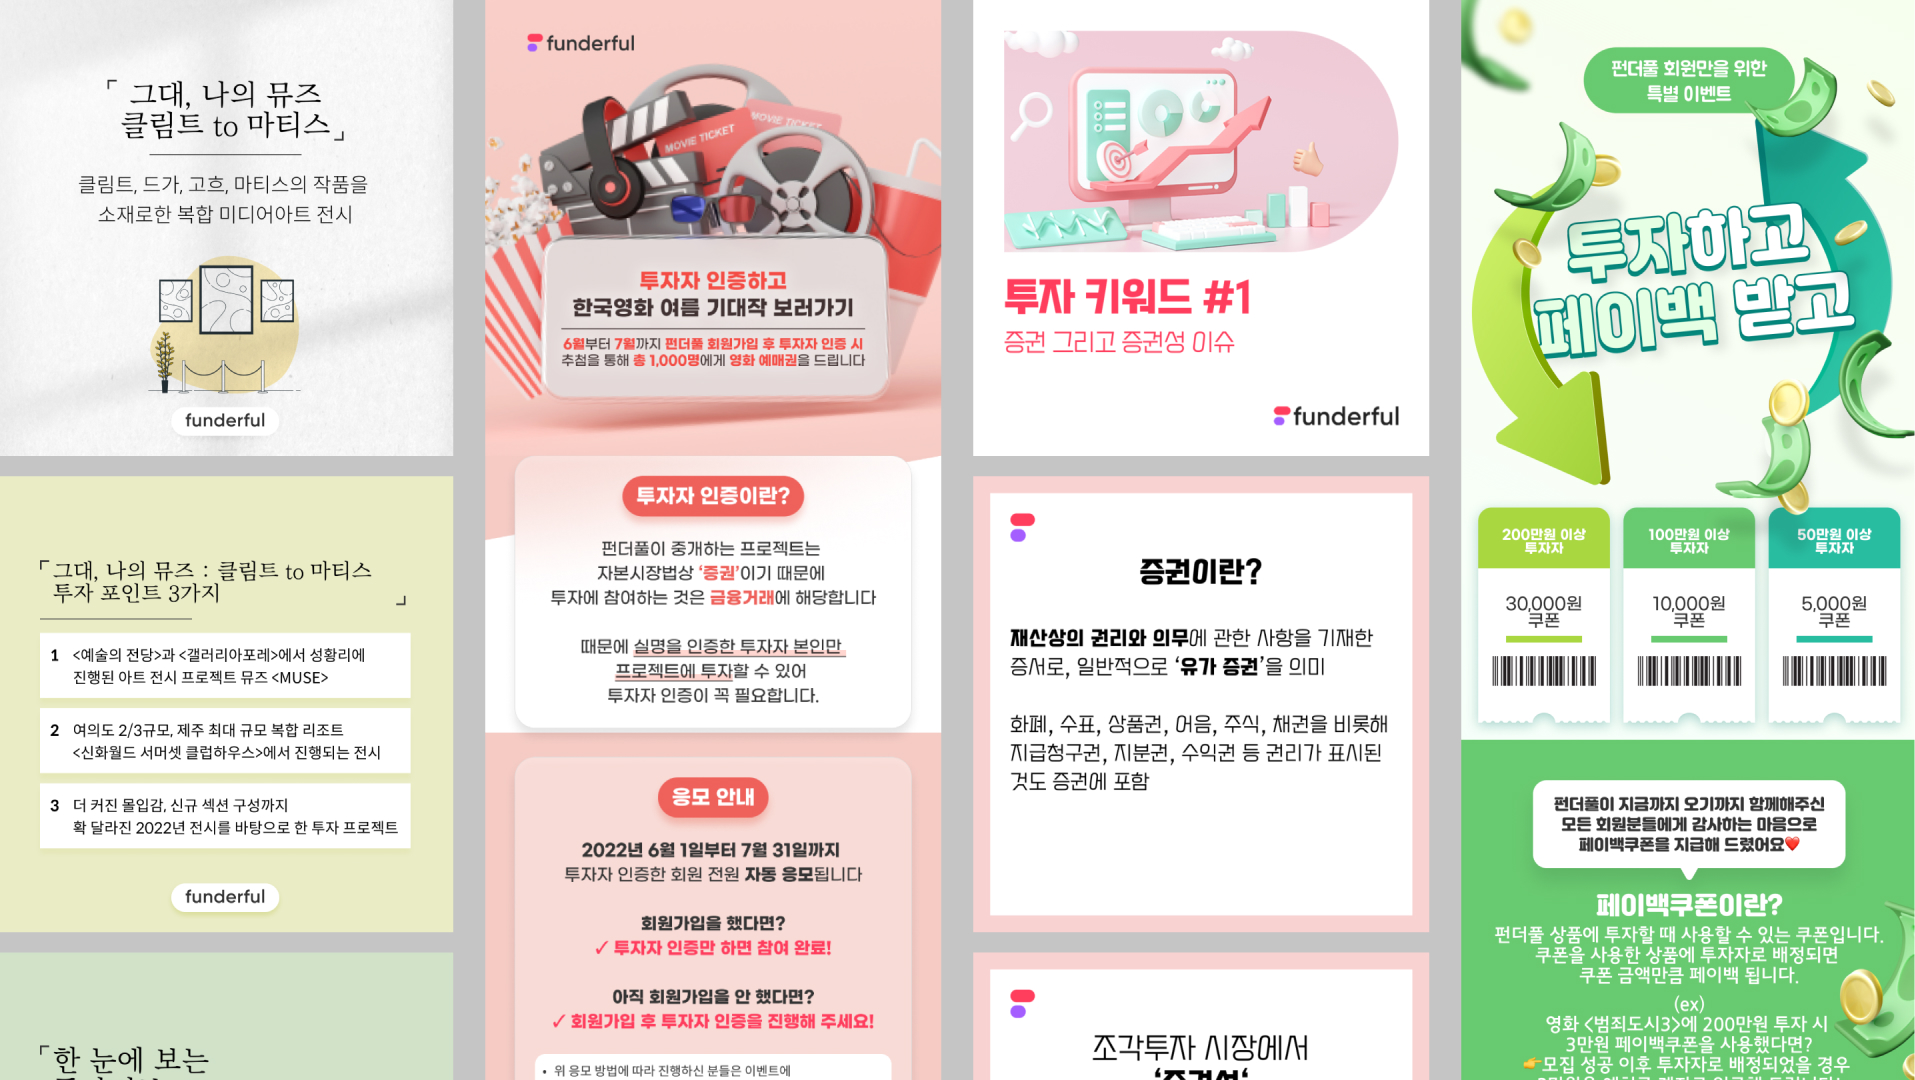 「그대, 나의 뮤즈
클림트 to 마티스」
클림트, 드가, 고흐, 마티스의 작품을
소재로한 복합 미디어아트 전시
funderful
「그대, 나의 뮤즈 : 클림트 to 마티스
투자 포인트 3가지」
1 <예술의 전당>과 <갤러리아포레>에서 성황리에
진행된 아트 전시 프로젝트 뮤즈 <MUSE>
2 여의도 2/3규모, 제주 최대 규모 복합 리조트
<신화월드 서머셋 클럽하우스>에서 진행되는 전시
3 더 커진 몰입감, 신규 섹션 구성까지
확 달라진 2022년 전시를 바탕으로 한 투자 프로젝트
funderful
「한 눈에 보는
funderful
MOVIE TICKET
MOVIE TICKET
투자자 인증하고
한국영화 여름 기대작 보러가기
6월부터 7월까지 펀더풀 회원가입 후 투자자 인증 시
추첨을 통해 총 1,000명에게 영화 예매권을 드립니다
투자자 인증이란?
펀더풀이 중개하는 프로젝트는
자본시장법상 ‘증권’이기 때문에
투자에 참여하는 것은 금융거래에 해당합니다
때문에 실명을 인증한 투자자 본인만
프로젝트에 투자할 수 있어
투자자 인증이 꼭 필요합니다.
응모 안내
2022년 6월 1일부터 7월 31일까지
투자자 인증한 회원 전원 자동 응모됩니다
회원가입을 했다면?
✓ 투자자 인증만 하면 참여 완료!
아직 회원가입을 안 했다면?
✓ 회원가입 후 투자자 인증을 진행해 주세요!
• 위 응모 방법에 따라 진행하신 분들은 이벤트에
투자 키워드 #1
증권 그리고 증권성 이슈
funderful
증권이란?
재산상의 권리와 의무에 관한 사항을 기재한
증서로, 일반적으로 ‘유가 증권’을 의미
화폐, 수표, 상품권, 어음, 주식, 채권을 비롯해
지급청구권, 지분권, 수익권 등 권리가 표시된
것도 증권에 포함
조각투자 시장에서
‘증권성‘
펀더풀 회원만을 위한
특별 이벤트
투자하고
페이백 받고
200만원 이상
투자자
30,000원
쿠폰
100만원 이상
투자자
10,000원
쿠폰
50만원 이상
투자자
5,000원
쿠폰
펀더풀이 지금까지 오기까지 함께해주신
모든 회원분들에게 감사하는 마음으로
페이백쿠폰을 지급해 드렸어요❤️
페이백쿠폰이란?
펀더풀 상품에 투자할 때 사용할 수 있는 쿠폰입니다.
쿠폰을 사용한 상품에 투자자로 배정되면
쿠폰 금액만큼 페이백 됩니다.
(ex)
영화 <범죄도시3>에 200만원 투자 시
3만원 페이백쿠폰을 사용했다면?
👉모집 성공 이후 투자자로 배정되었을 경우